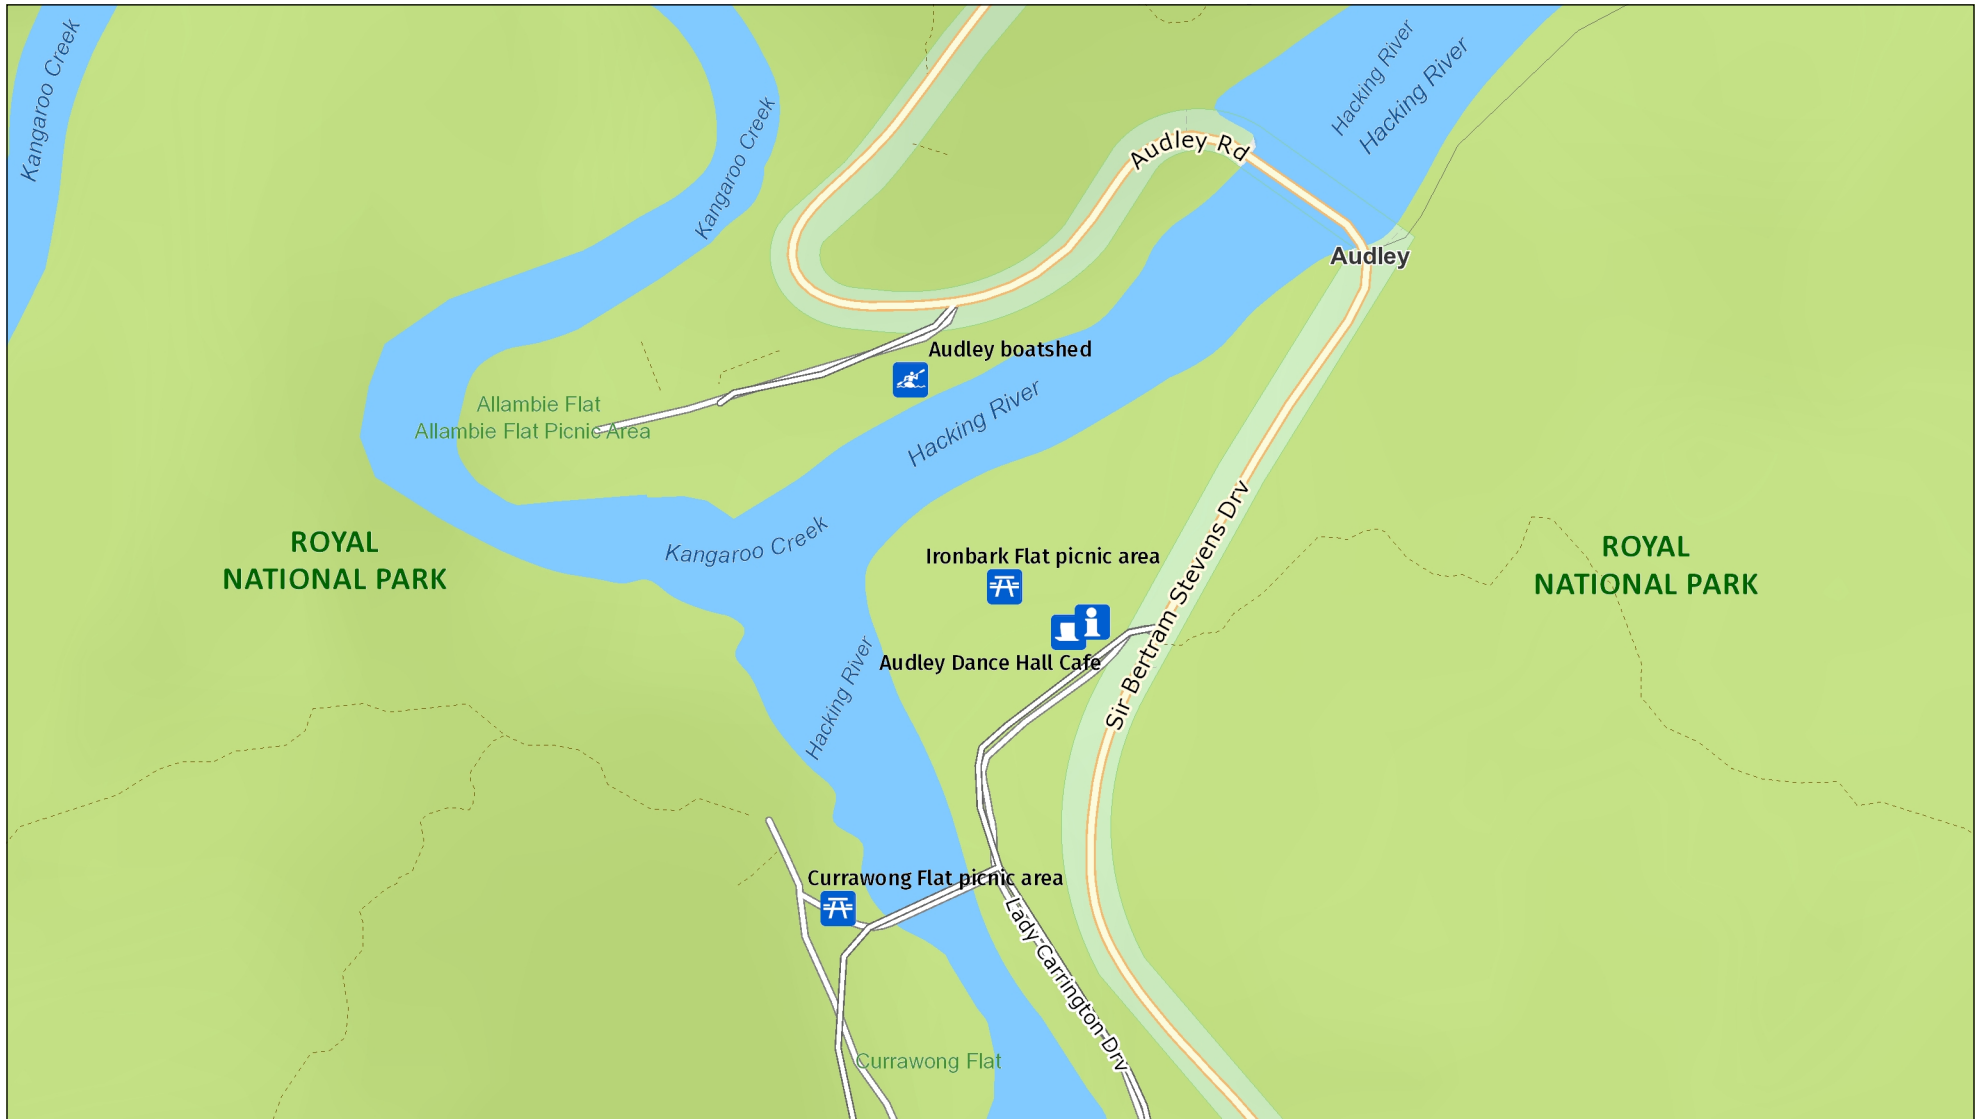 Kangaroo Creek
Hacking River
Hacking River
Kangaroo Creek
Audley Rd
Audley
Audley boatshed
Allambie Flat
Allambie Flat Picnic Area
Hacking River
Kangaroo Creek
ROYAL
NATIONAL PARK
Ironbark Flat picnic area
ROYAL
NATIONAL PARK
Sir Bertram Stevens Drv
Audley Dance Hall Cafe
Hacking River
Currawong Flat picnic area
Lady Carrington Drv
Currawong Flat